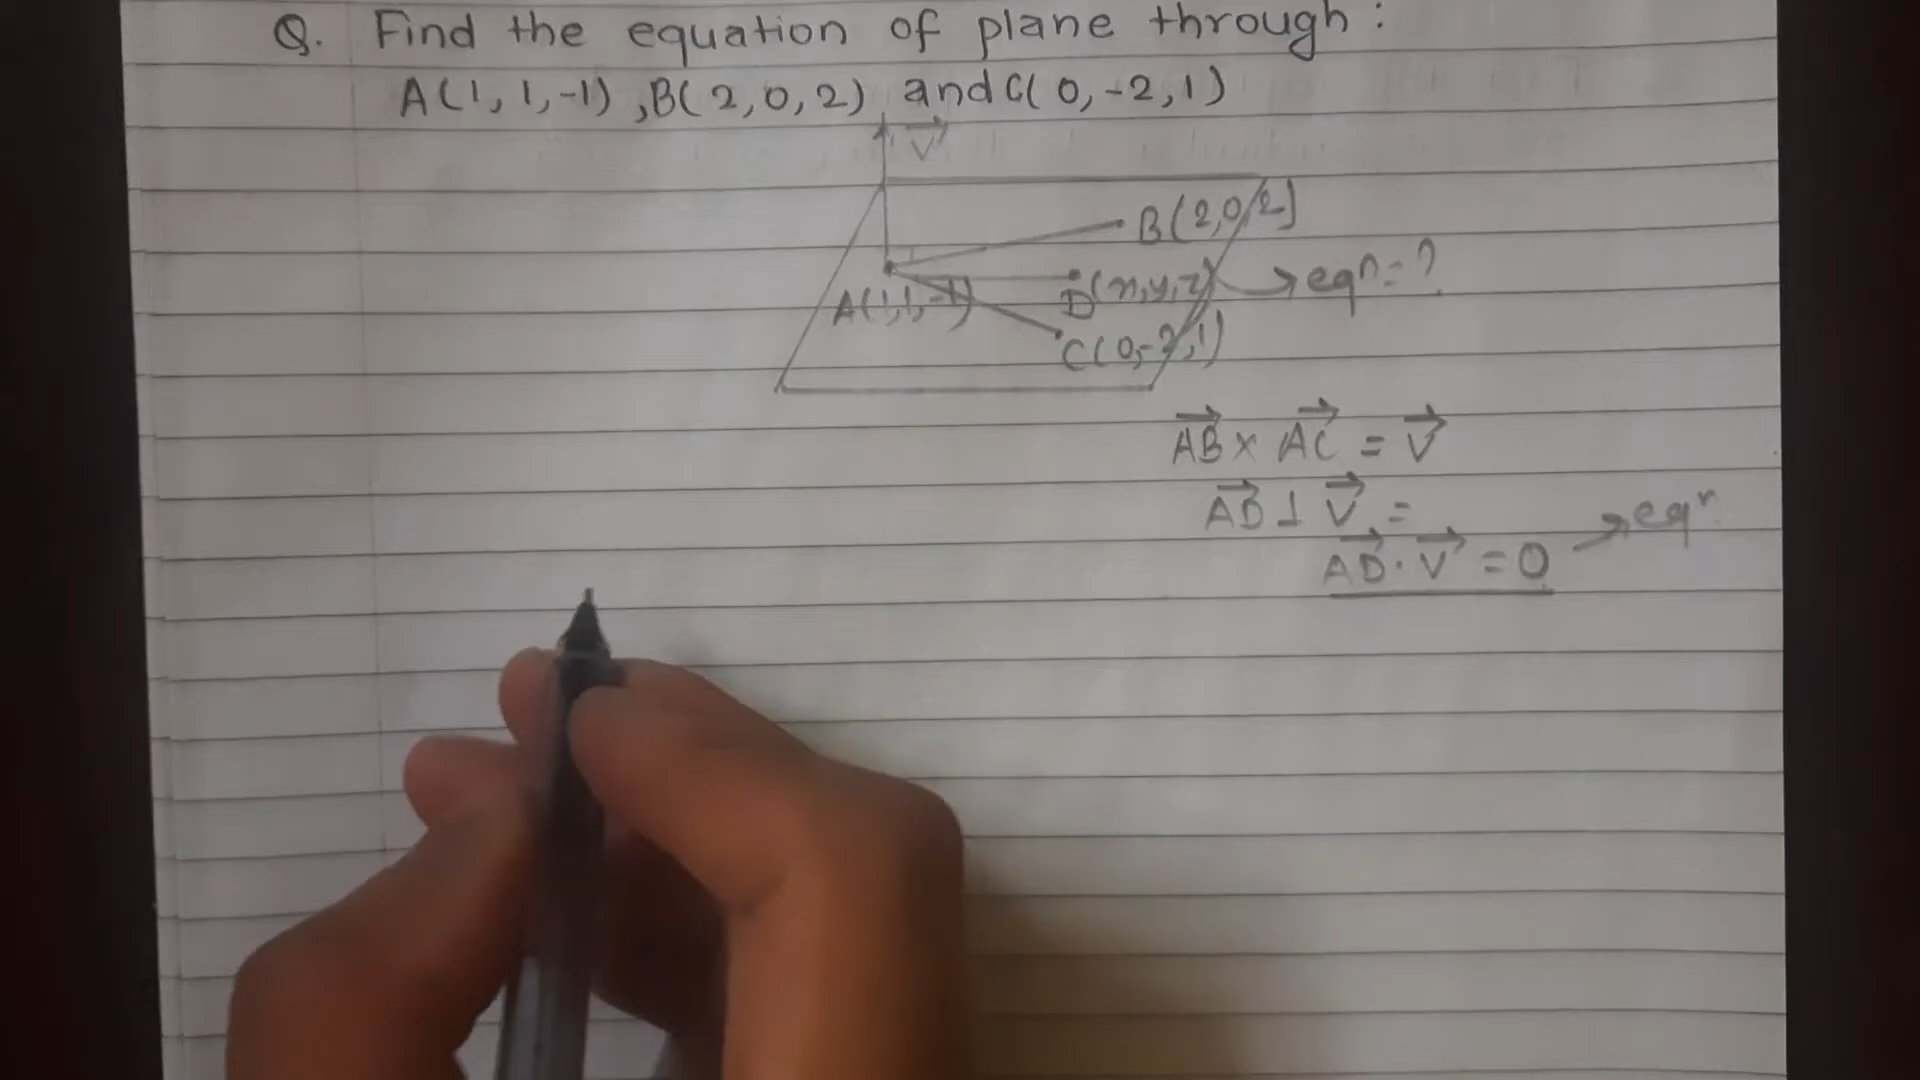 Q. Find the equation of plane through :
A(1, 1, -1) , B( 2, 0, 2) and C( 0, -2, 1)
V
B(2,0,2)
A(1,1,-1) D(x,y,z) → eqⁿ = ?
C(0,-2,1)
AB × AC = V
AD ⊥ V =
AD . V = 0 → eqⁿ